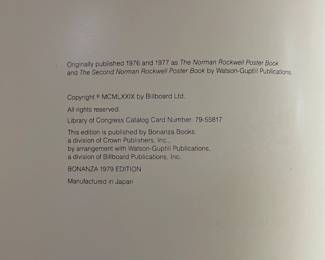 Originally published 1976 and 1977 as The Norman Rockwell Poster Book
and The Second Norman Rockwell Poster Book by Watson-Guptill Publications.
Copyright © MCMLXXIX by Billboard Ltd.
All rights reserved.
Library of Congress Catalog Card Number: 79-55817
This edition is published by Bonanza Books,
a division of Crown Publishers, Inc.,
by arrangement with Watson-Guptill Publications,
a division of Billboard Publications, Inc.
BONANZA 1979 EDITION
Manufactured in Japan